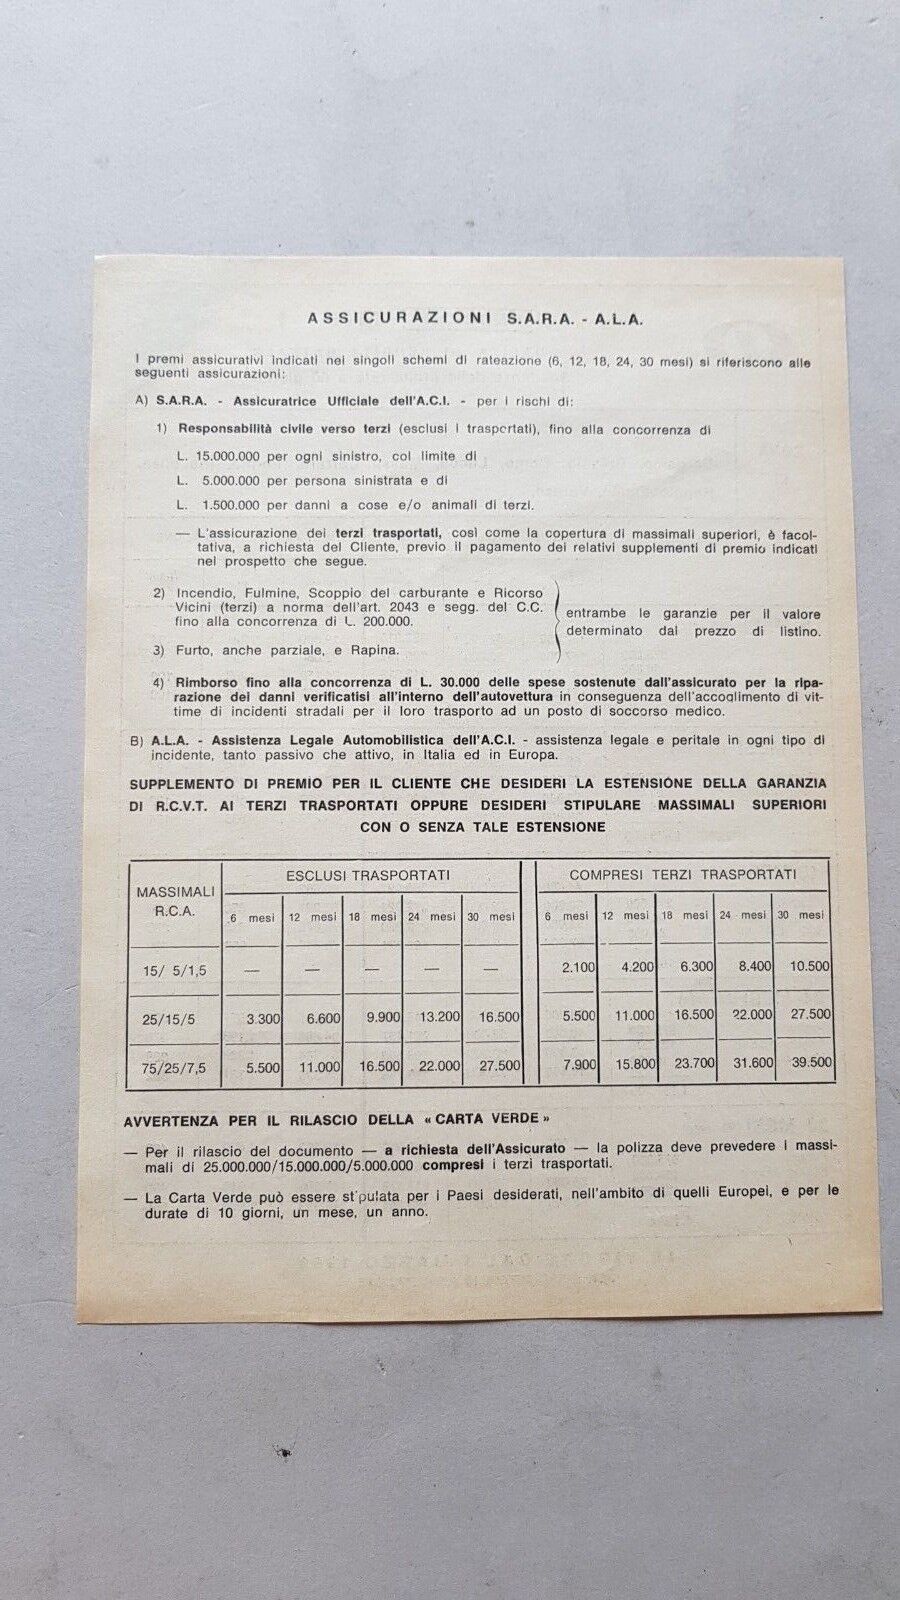 ASSICURAZIONI S.A.R.A. - A.L.A.
I premi assicurativi indicati nei singoli schemi di rateazione (6, 12, 18, 24, 30 mesi) si riferiscono alle
seguenti assicurazioni:
A) S.A.R.A. - Assicuratrice Ufficiale dell'A.C.I. - per i rischi di:
1) Responsabilità civile verso terzi (esclusi i trasportati), fino alla concorrenza di
L. 15.000.000 per ogni sinistro, col limite di
L. 5.000.000 per persona sinistrata e di
L. 1.500.000 per danni a cose e/o animali di terzi.
— L'assicurazione dei terzi trasportati, così come la copertura di massimali superiori, è facol-
tativa, a richiesta del Cliente, previo il pagamento dei relativi supplementi di premio indicati
nel prospetto che segue.
2) Incendio, Fulmine, Scoppio del carburante e Ricorso
Vicini (terzi) a norma dell'art. 2043 e segg. del C.C.
fino alla concorrenza di L. 200.000.
3) Furto, anche parziale, e Rapina.
entrambe le garanzie per il valore
determinato dal prezzo di listino.
4) Rimborso fino alla concorrenza di L. 30.000 delle spese sostenute dall'assicurato per la ripa-
razione dei danni verificatisi all'interno dell'autovettura in conseguenza dell'accoglimento di vit-
time di incidenti stradali per il loro trasporto ad un posto di soccorso medico.
B) A.L.A. - Assistenza Legale Automobilistica dell'A.C.I. - assistenza legale e peritale in ogni tipo di
incidente, tanto passivo che attivo, in Italia ed in Europa.
SUPPLEMENTO DI PREMIO PER IL CLIENTE CHE DESIDERI LA ESTENSIONE DELLA GARANZIA
DI R.C.V.T. AI TERZI TRASPORTATI OPPURE DESIDERI STIPULARE MASSIMALI SUPERIORI
CON O SENZA TALE ESTENSIONE
MASSIMALI R.C.A. ESCLUSI TRASPORTATI COMPRESI TERZI TRASPORTATI
6 mesi 12 mesi 18 mesi 24 mesi 30 mesi 6 mesi 12 mesi 18 mesi 24 mesi 30 mesi
15/ 5/1,5 — — — — — 2.100 4.200 6.300 8.400 10.500
25/15/5 3.300 6.600 9.900 13.200 16.500 5.500 11.000 16.500 22.000 27.500
75/25/7,5 5.500 11.000 16.500 22.000 27.500 7.900 15.800 23.700 31.600 39.500
AVVERTENZA PER IL RILASCIO DELLA « CARTA VERDE »
— Per il rilascio del documento — a richiesta dell'Assicurato — la polizza deve prevedere i massi-
mali di 25.000.000/15.000.000/5.000.000 compresi i terzi trasportati.
— La Carta Verde può essere stipulata per i Paesi desiderati, nell'ambito di quelli Europei, e per le
durate di 10 giorni, un mese, un anno.